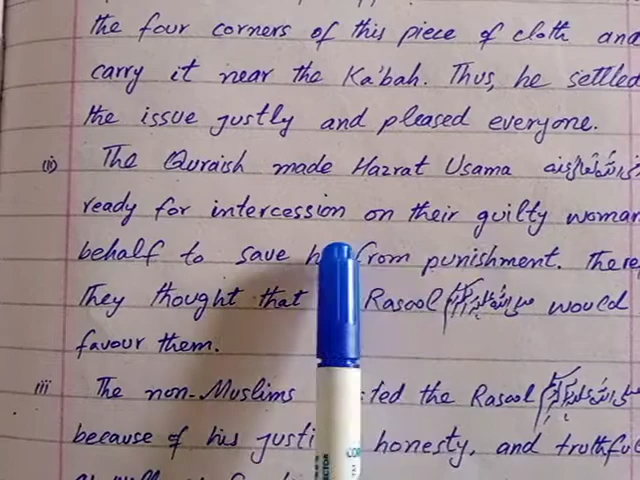 the four corners of this piece of cloth and
carry it near the Ka'bah. Thus, he settled
the issue justly and pleased everyone.
(ii) The Quraish made Hazrat Usama
ready for intercession on their guilty woman
behalf to save h from punishment. There
They thought that Rasool would
favour them.
iii The non-Muslims ted the Rasool
because of his justi honesty, and truthful